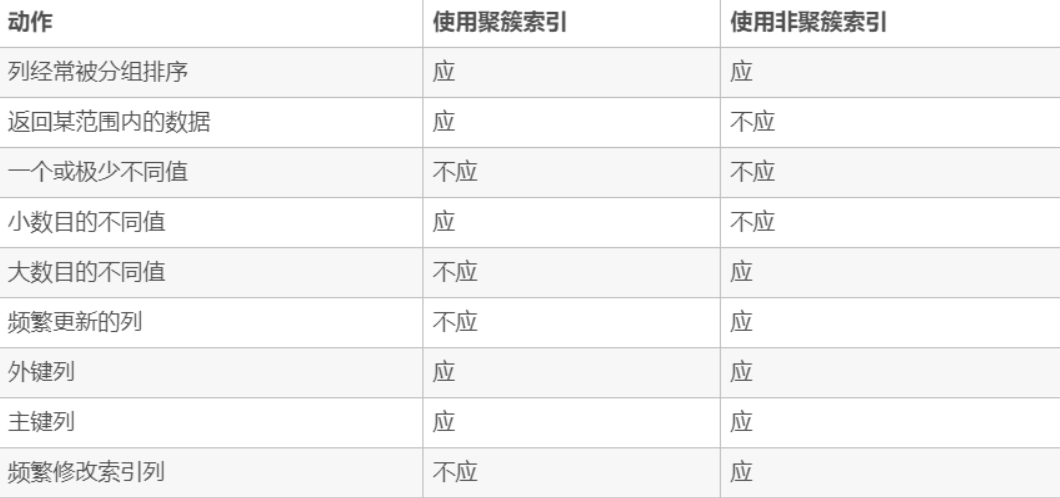 动作 使用聚簇索引 使用非聚簇索引
列经常被分组排序 应 应
返回某范围内的数据 应 不应
一个或极少不同值 不应 不应
小数目的不同值 应 不应
大数目的不同值 不应 应
频繁更新的列 不应 应
外键列 应 应
主键列 应 应
频繁修改索引列 不应 应